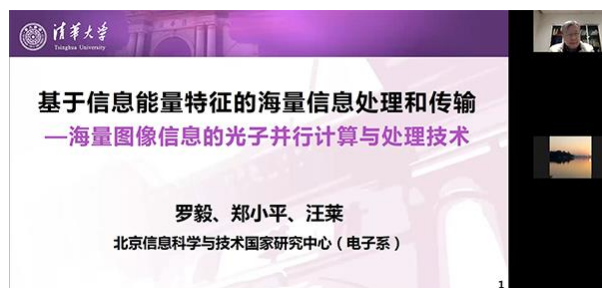 清华大学
Tsinghua University
基于信息能量特征的海量信息处理和传输
—海量图像信息的光子并行计算与处理技术
罗毅、郑小平、汪莱
北京信息科学与技术国家研究中心（电子系）
1